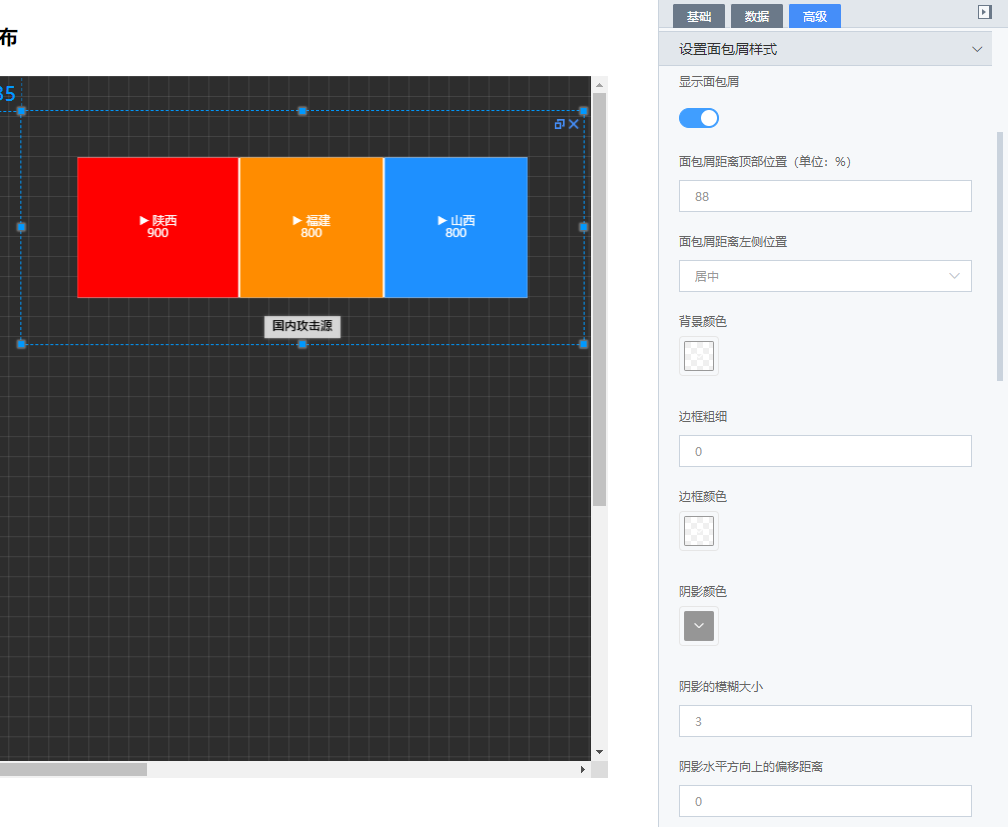 布
35
▶ 陕西
900
▶ 福建
800
▶ 山西
800
国内攻击源
基础
数据
高级
设置面包屑样式
显示面包屑
面包屑距离顶部位置（单位：%）
88
面包屑距离左侧位置
居中
背景颜色
边框粗细
0
边框颜色
阴影颜色
阴影的模糊大小
3
阴影水平方向上的偏移距离
0